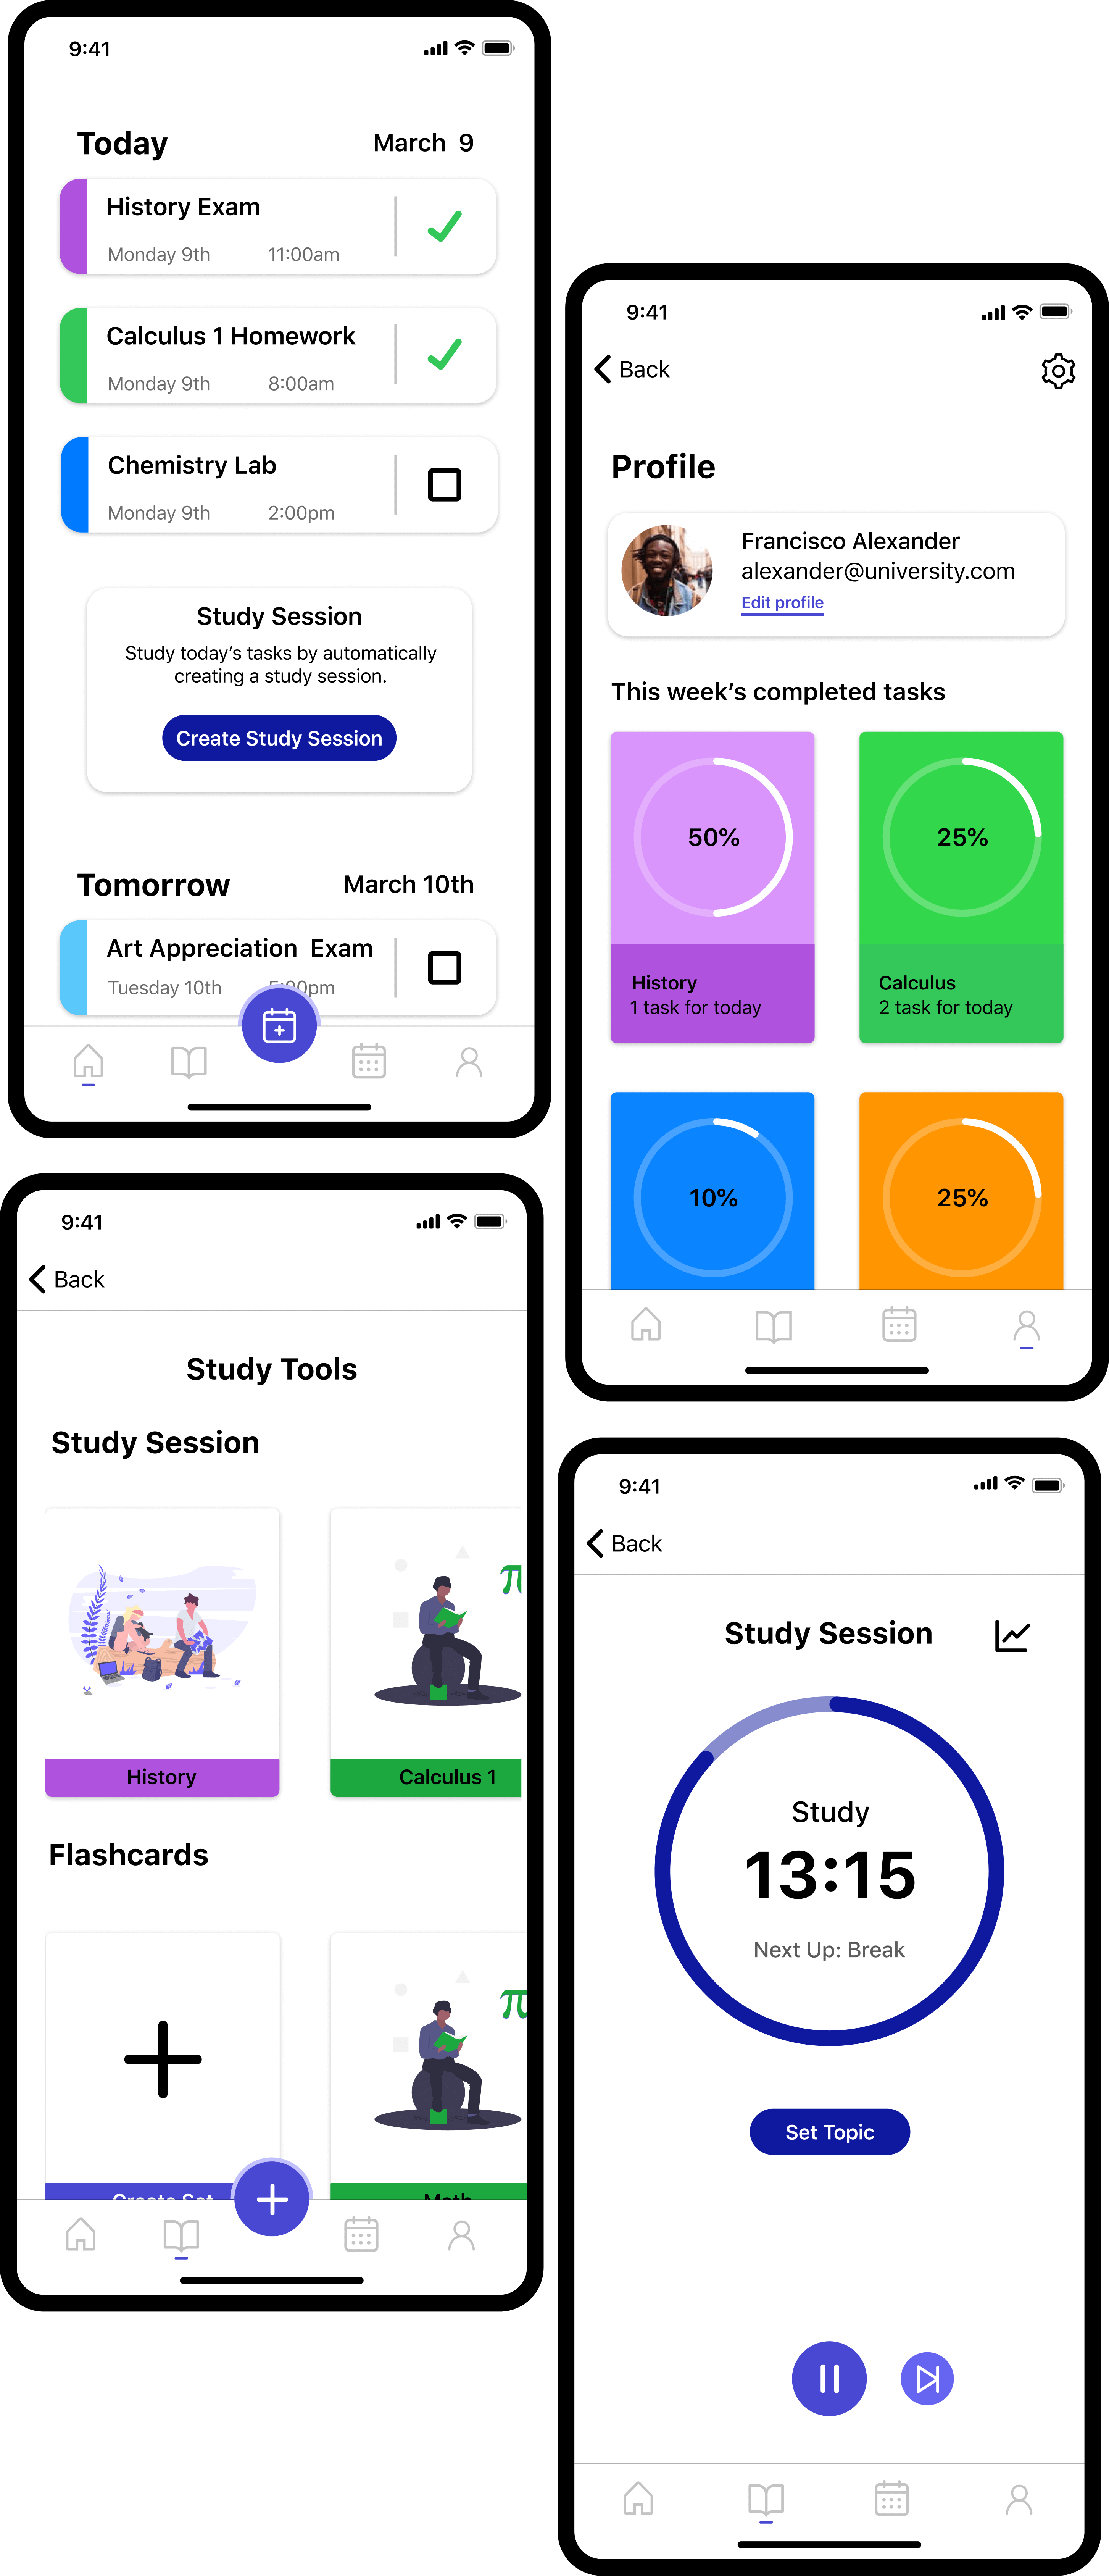 9:41
Today
March 9
History Exam
Monday 9th 11:00am
Calculus 1 Homework
Monday 9th 8:00am
Chemistry Lab
Monday 9th 2:00pm
Study Session
Study today's tasks by automatically
creating a study session.
Create Study Session
Tomorrow
March 10th
Art Appreciation Exam
Tuesday 10th
9:41
Back
Profile
Francisco Alexander
alexander@university.com
Edit profile
This week's completed tasks
50%
History
1 task for today
25%
Calculus
2 task for today
10%
25%
9:41
Back
Study Tools
Study Session
π
History
Calculus 1
Flashcards
π
Create Set
Math
9:41
Back
Study Session
Study
13:15
Next Up: Break
Set Topic